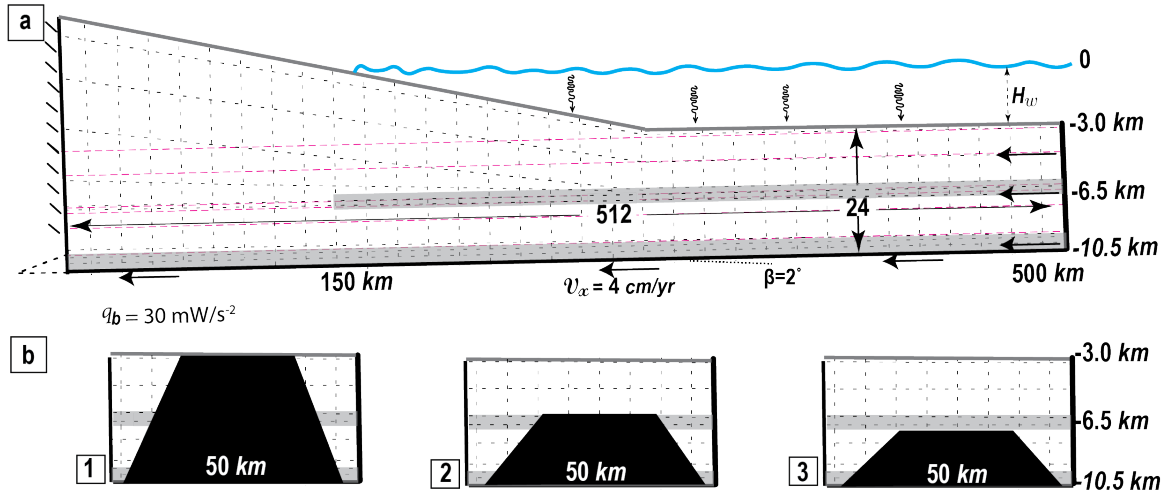 a
0
H_w
-3.0 km
-6.5 km
512
24
-10.5 km
150 km
v_x = 4 cm/yr
β=2°
500 km
q_b = 30 mW/s⁻²
b
-3.0 km
-6.5 km
1
50 km
2
50 km
3
50 km
-10.5 km